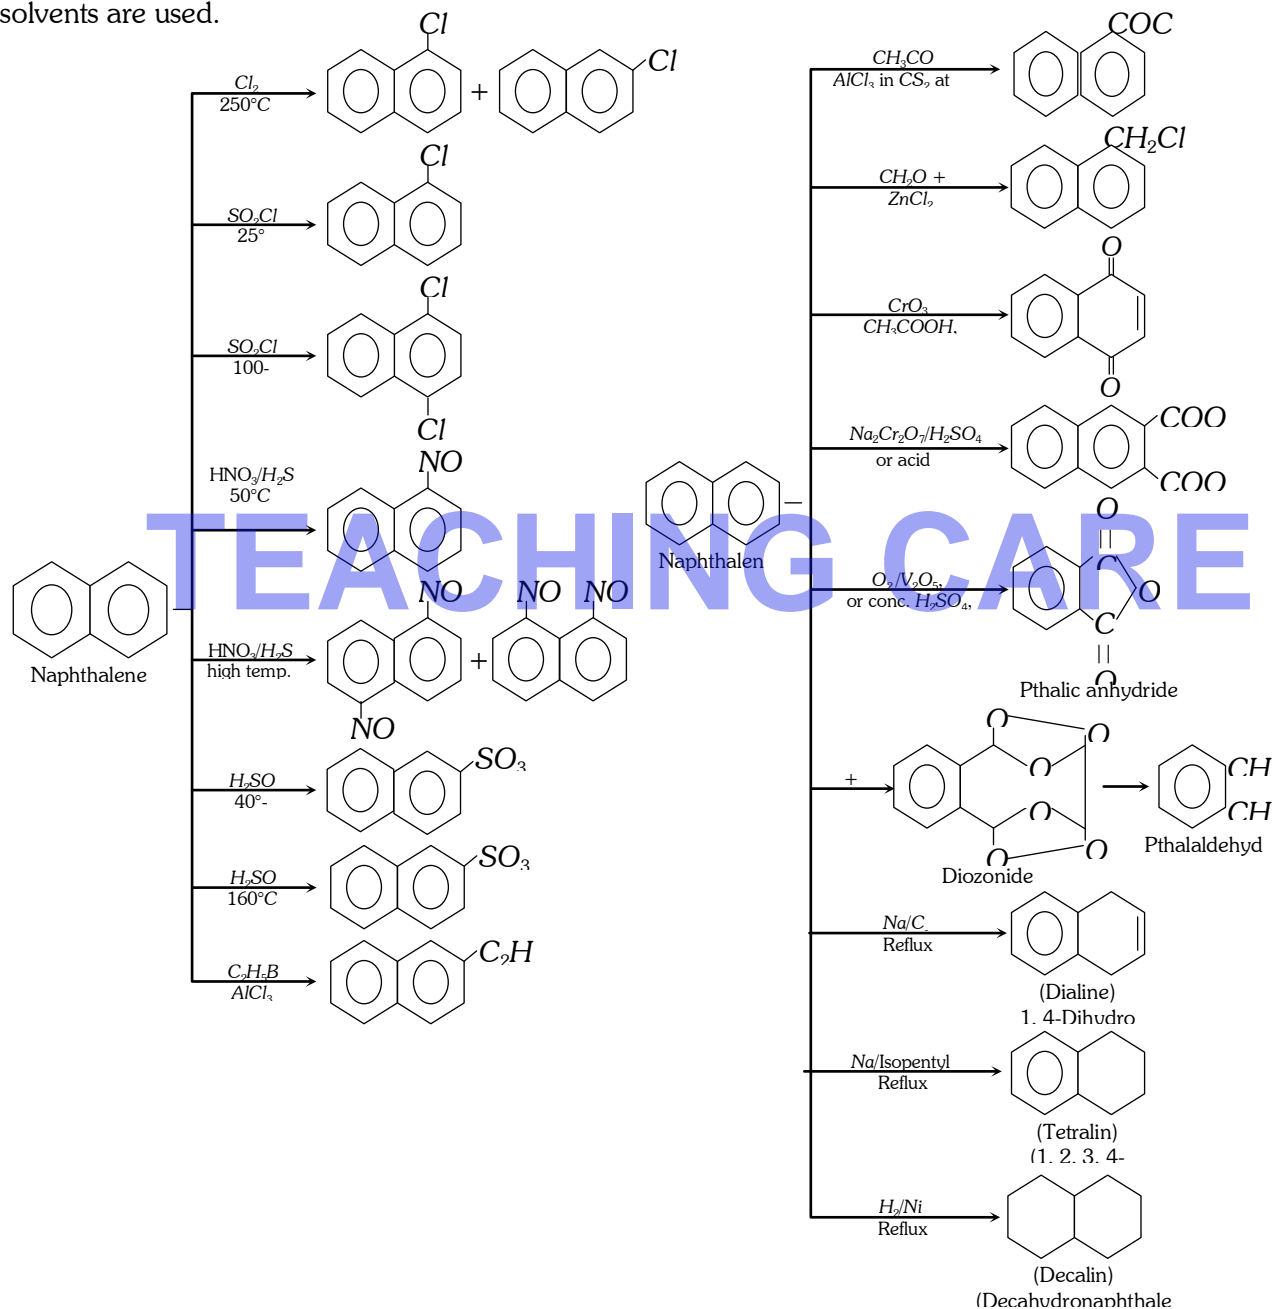 solvents are used.
Cl
Cl
Cl₂
250°C
+
Cl
SO₂Cl
25°
Cl
SO₂Cl
100-
Cl
NO
HNO₃/H₂S
50°C
Naphthalene
NO
NO
NO
HNO₃/H₂S
high temp.
+
NO
SO₃
H₂SO
40°-
SO₃
H₂SO
160°C
C₂H
C₂H₅B
AlCl₃
COC
CH₃CO
AlCl₃ in CS₂ at
CH₂Cl
CH₂O +
ZnCl₂
O
CrO₃
CH₃COOH,
O
COO
Na₂Cr₂O₇/H₂SO₄
or acid
COO
Naphthalen
O
C
O₂/V₂O₅,
or conc. H₂SO₄,
O
C
O
Pthalic anhydride
TEACHING CARE
O
O
O
+
O
O
O
Diozonide
CH
CH
Pthalaldehyd
Na/C
Reflux
(Dialine)
1, 4-Dihydro
Na/Isopentyl
Reflux
(Tetralin)
(1, 2, 3, 4-
H₂/Ni
Reflux
(Decalin)
(Decahydronaphthale